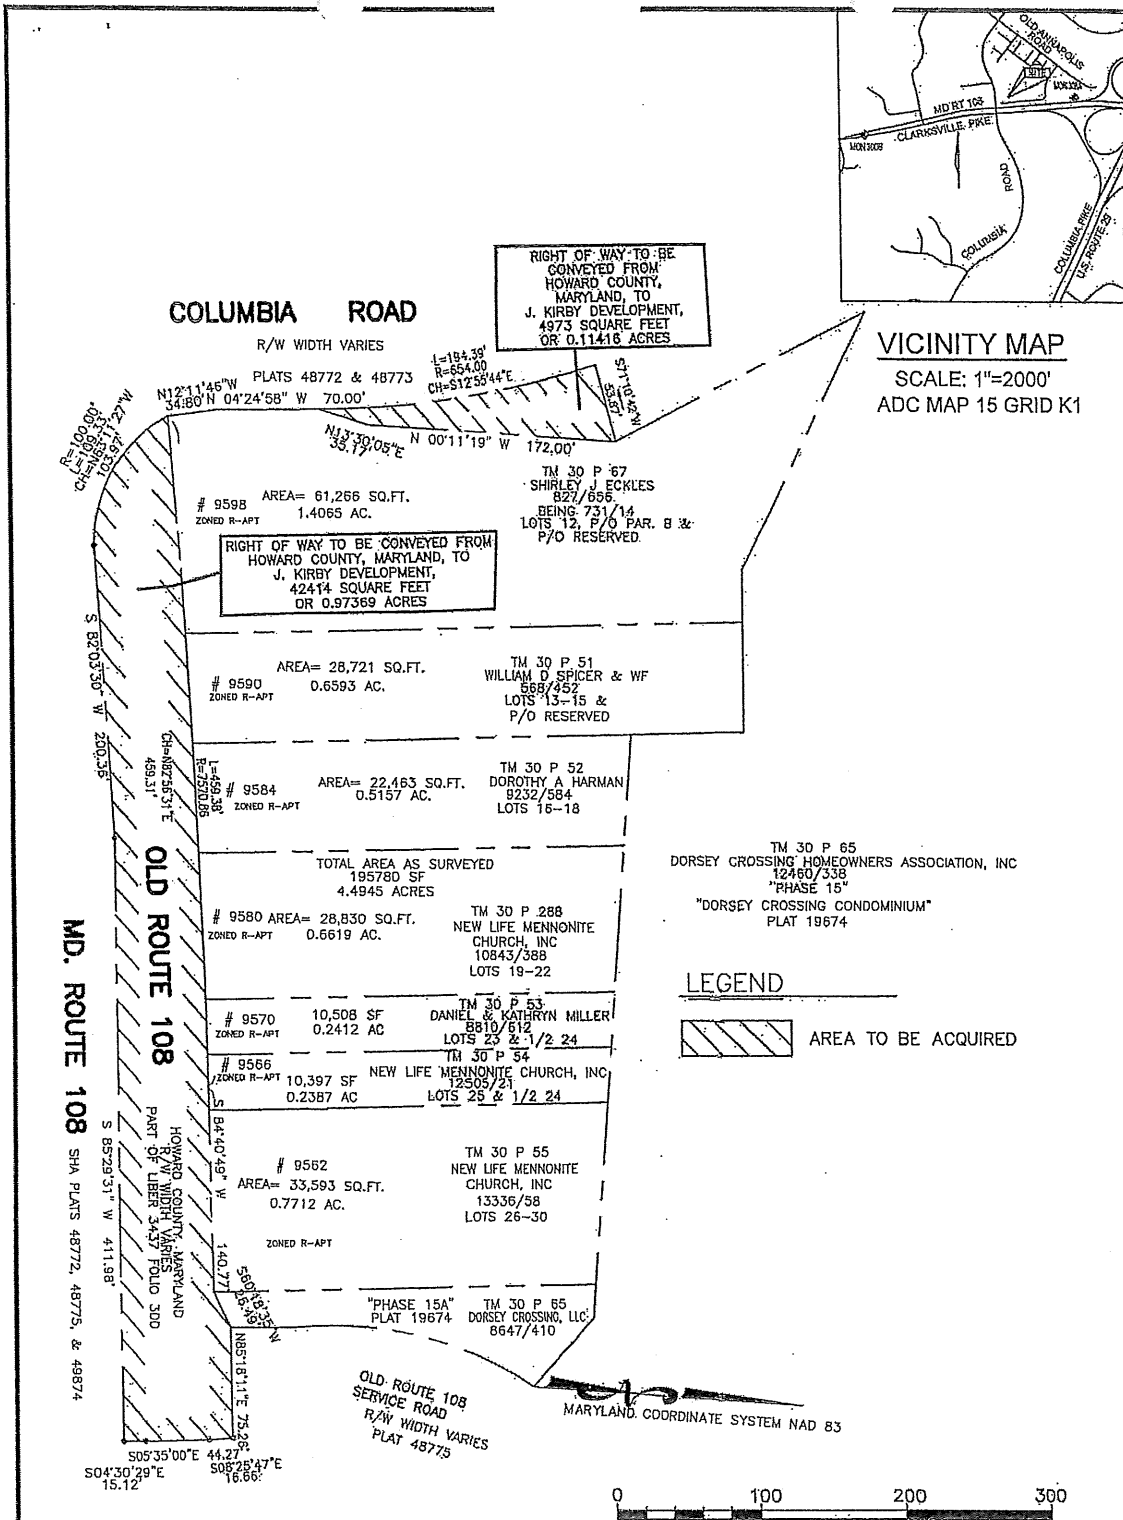 OLD ANNAPOLIS
ROAD
SITE
MD RT 108
CLARKSVILLE PIKE
ROAD
COLUMBIA
COLUMBIA PIKE
U.S. ROUTE 29
VICINITY MAP
SCALE: 1"=2000'
ADC MAP 15 GRID K1
RIGHT OF WAY TO BE
CONVEYED FROM
HOWARD COUNTY,
MARYLAND, TO
J. KIRBY DEVELOPMENT,
4973 SQUARE FEET
OR 0.11416 ACRES
COLUMBIA ROAD
R/W WIDTH VARIES
PLATS 48772 & 48773
L=194.39'
R=654.00
CH=S12°55'44"E
S71°10'42"W
53.87'
N12°11'46"W
34.80'
N 04°24'58" W 70.00'
N13°30'05"E
35.17'
N 00°11'19" W 172.00'
R=100.00'
L=109.33'
CH=N63°11'27"W
103.97'
# 9598
ZONED R-APT
AREA= 61,266 SQ.FT.
1.4065 AC.
TM 30 P 67
SHIRLEY J ECKLES
827/656
BEING 731/14
LOTS 12, P/O PAR. B &
P/O RESERVED
RIGHT OF WAY TO BE CONVEYED FROM
HOWARD COUNTY, MARYLAND, TO
J. KIRBY DEVELOPMENT,
42414 SQUARE FEET
OR 0.97369 ACRES
S 82°03'30" W 200.36'
# 9590
ZONED R-APT
AREA= 28,721 SQ.FT.
0.6593 AC.
TM 30 P 51
WILLIAM D SPICER & WF
568/452
LOTS 13-15 &
P/O RESERVED
CH=N82°56'31"E
459.31'
L=459.38'
R=7570.86
# 9584
ZONED R-APT
AREA= 22,463 SQ.FT.
0.5157 AC.
TM 30 P 52
DOROTHY A HARMAN
9232/584
LOTS 16-18
TOTAL AREA AS SURVEYED
195780 SF
4.4945 ACRES
# 9580
ZONED R-APT
AREA= 28,830 SQ.FT.
0.6619 AC.
TM 30 P 288
NEW LIFE MENNONITE
CHURCH, INC
10843/388
LOTS 19-22
TM 30 P 65
DORSEY CROSSING HOMEOWNERS ASSOCIATION, INC
12460/338
"PHASE 15"
"DORSEY CROSSING CONDOMINIUM"
PLAT 19674
LEGEND
AREA TO BE ACQUIRED
OLD ROUTE 108
MD. ROUTE 108
SHA PLATS 48772, 48775, & 49874
# 9570
ZONED R-APT
10,508 SF
0.2412 AC
TM 30 P 53
DANIEL & KATHRYN MILLER
8810/612
LOTS 23 & 1/2 24
# 9566
ZONED R-APT
10,397 SF
0.2387 AC
TM 30 P 54
NEW LIFE MENNONITE CHURCH, INC
12505/21
LOTS 25 & 1/2 24
S 84°40'49" W 140.77'
S 85°29'31" W 411.98'
HOWARD COUNTY, MARYLAND
R/W WIDTH VARIES
PART OF LIBER 3437 FOLIO 300
# 9562
AREA= 33,593 SQ.FT.
0.7712 AC.
ZONED R-APT
TM 30 P 55
NEW LIFE MENNONITE
CHURCH, INC
13336/58
LOTS 26-30
S60°18'35"W
26.49'
"PHASE 15A"
PLAT 19674
TM 30 P 65
DORSEY CROSSING, LLC
8647/410
N85°18'11"E 75.26'
OLD ROUTE 108
SERVICE ROAD
R/W WIDTH VARIES
PLAT 48775
MARYLAND COORDINATE SYSTEM NAD 83
S05°35'00"E 44.27'
S04°30'29"E
15.12'
S08°25'47"E
16.66'
0 100 200 300